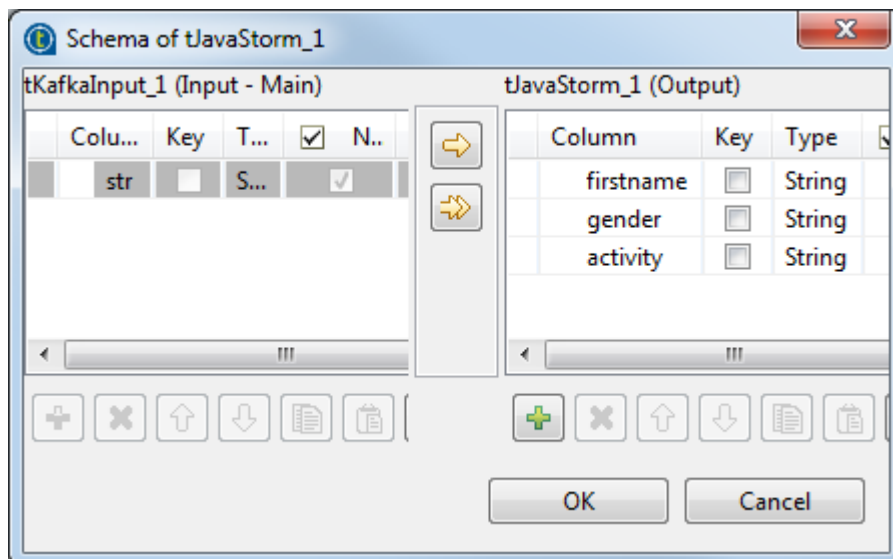 Schema of tJavaStorm_1
tKafkaInput_1 (Input - Main)
tJavaStorm_1 (Output)
Colu... Key T... N..
Column Key Type
str S...
firstname String
gender String
activity String
OK Cancel